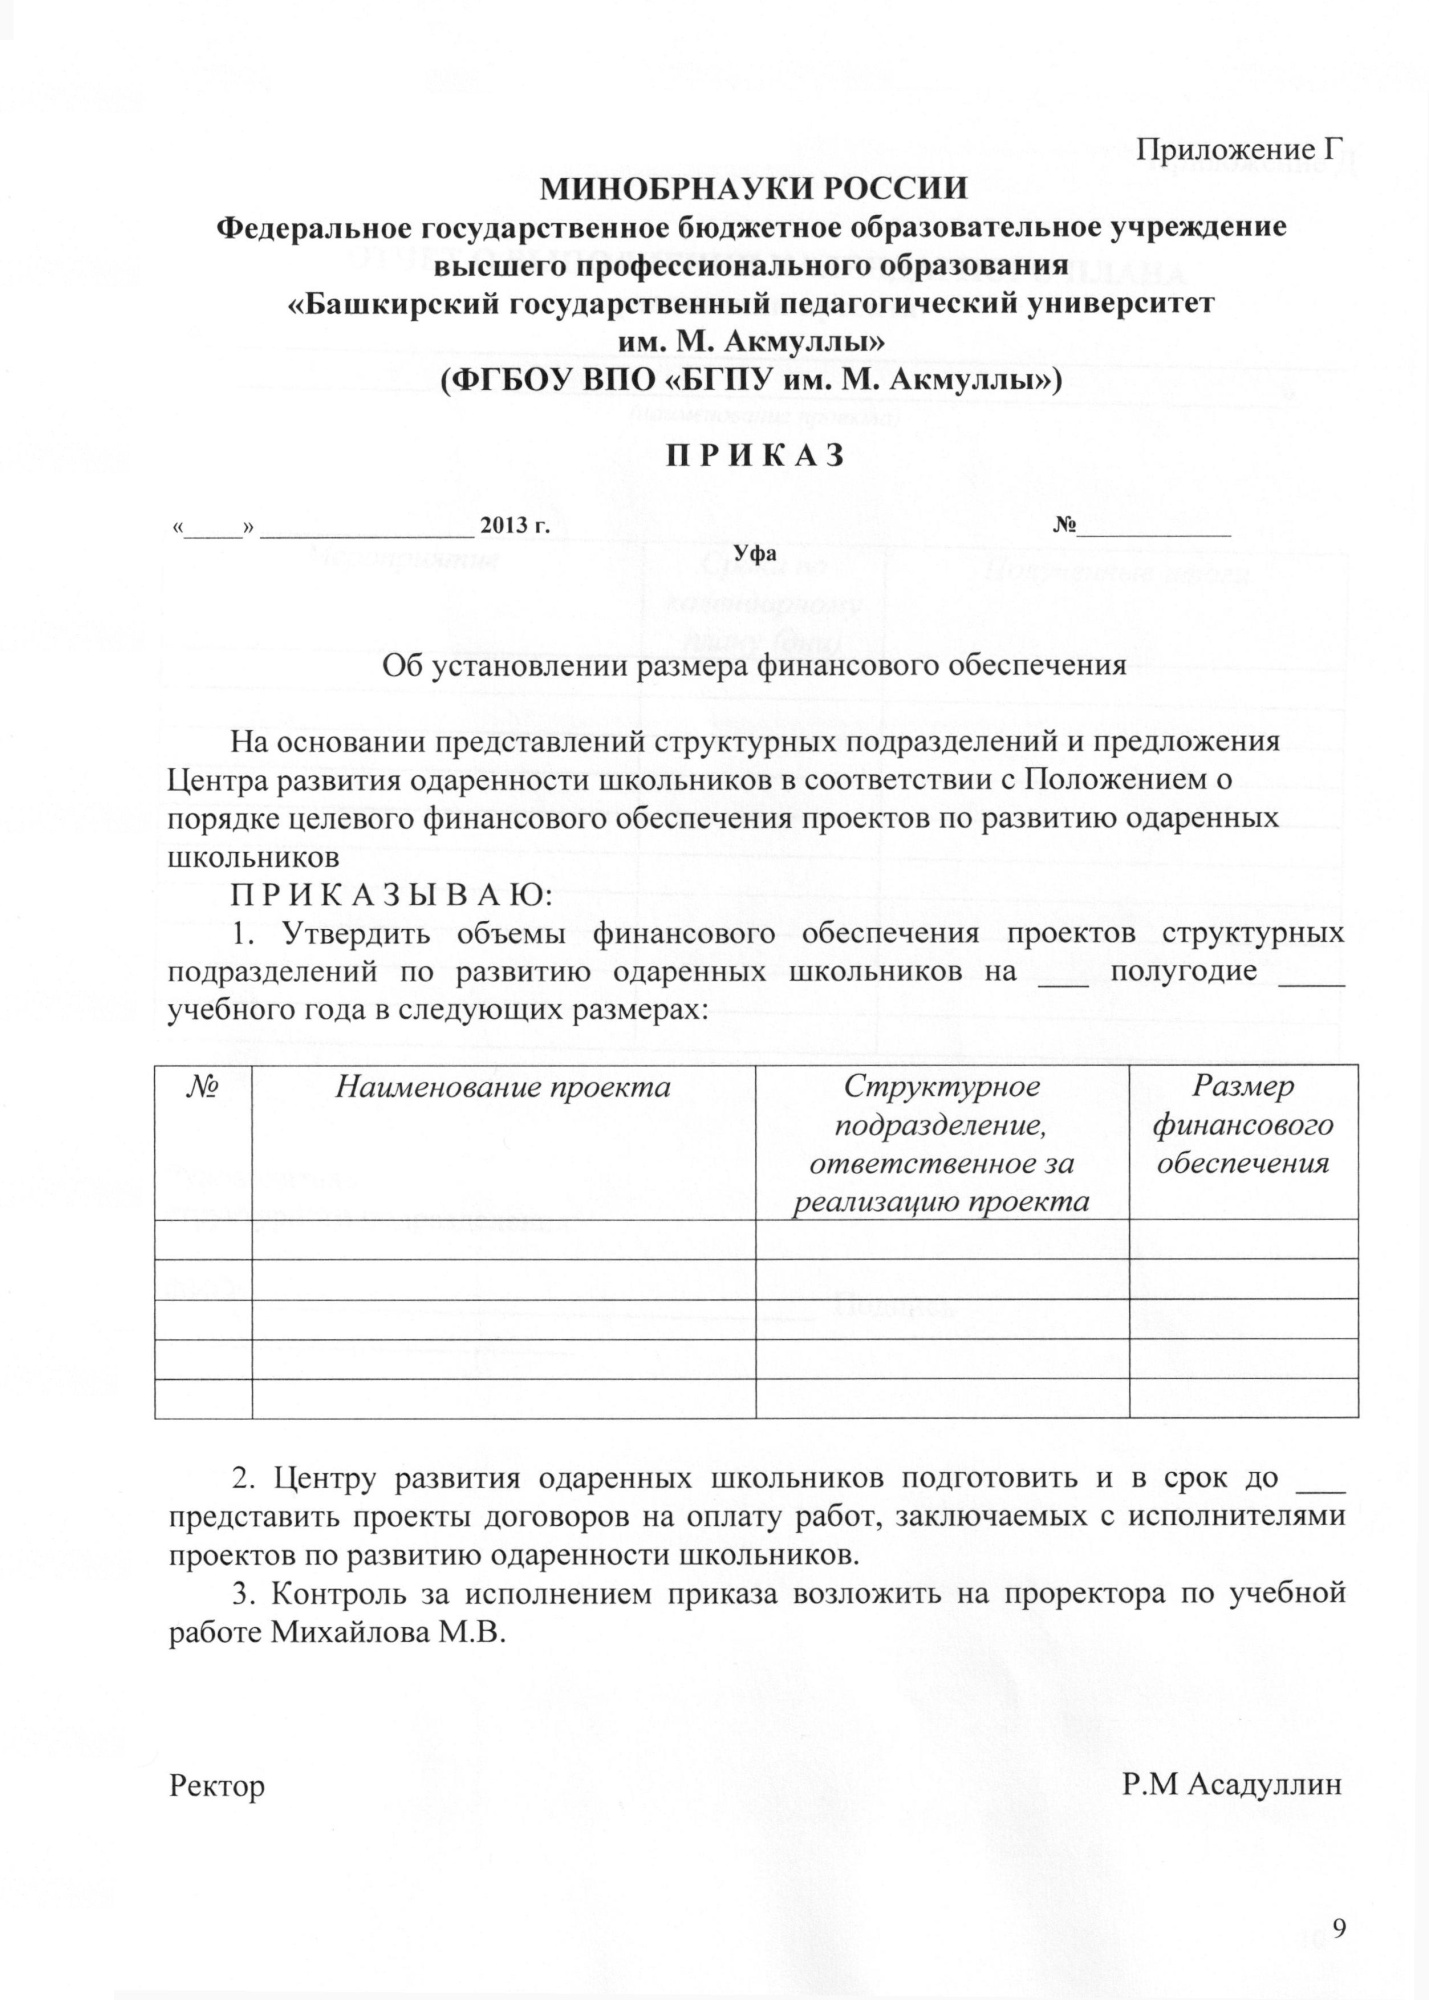 Приложение Г
МИНОБРНАУКИ РОССИИ
Федеральное государственное бюджетное образовательное учреждение
высшего профессионального образования
«Башкирский государственный педагогический университет
им. М. Акмуллы»
(ФГБОУ ВПО «БГПУ им. М. Акмуллы»)
П Р И К А З
«_____» __________________ 2013 г. №_____________
Уфа
Об установлении размера финансового обеспечения
На основании представлений структурных подразделений и предложения
Центра развития одаренности школьников в соответствии с Положением о
порядке целевого финансового обеспечения проектов по развитию одаренных
школьников
П Р И К А З Ы В А Ю:
1. Утвердить объемы финансового обеспечения проектов структурных
подразделений по развитию одаренных школьников на ___ полугодие ____
учебного года в следующих размерах:
№ Наименование проекта Структурное Размер
подразделение, финансового
ответственное за обеспечения
реализацию проекта
2. Центру развития одаренных школьников подготовить и в срок до ___
представить проекты договоров на оплату работ, заключаемых с исполнителями
проектов по развитию одаренности школьников.
3. Контроль за исполнением приказа возложить на проректора по учебной
работе Михайлова М.В.
Ректор Р.М Асадуллин
9